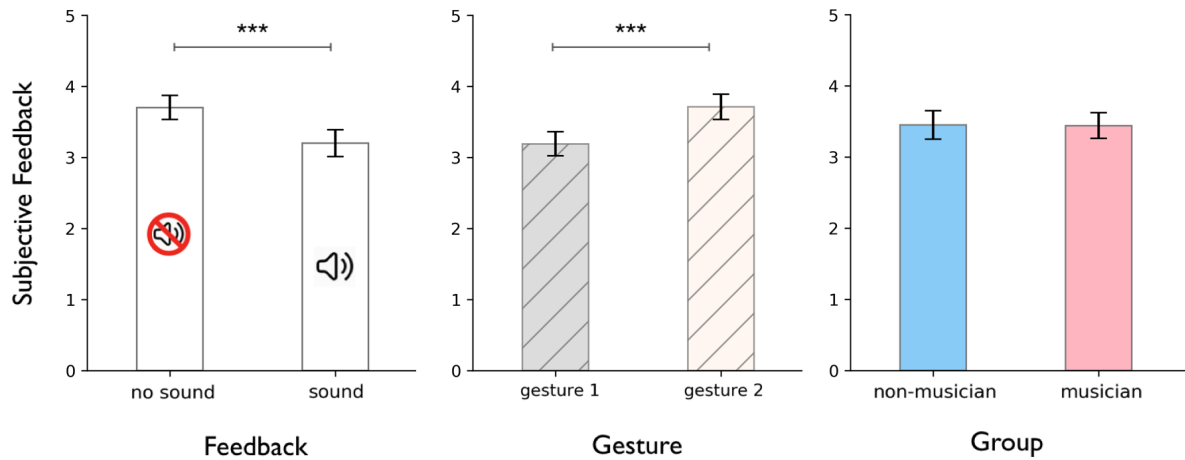 Subjective Feedback
5
4
3
2
1
0
***
no sound
sound
Feedback
5
4
3
2
1
0
***
gesture 1
gesture 2
Gesture
5
4
3
2
1
0
non-musician
musician
Group